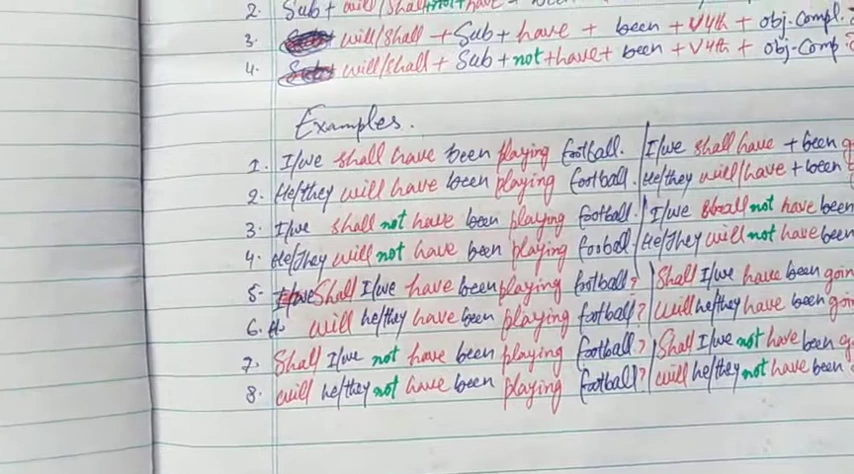 2. Sub + will/shall + not + have
3. will/shall + Sub + have + been + V4th + obj-Compl.
4. will/shall + Sub + not + have + been + V4th + obj-Comp
Examples.
1. I/we shall have been playing football. I/we shall have + been
2. He/they will have been playing football. He/they will/have + been
3. I/we shall not have been playing football. I/we shall not have been
4. He/They will not have been playing fooball. He/They will not have been
5. Shall I/we have been playing football? Shall I/we have been goin
6. will he/they have been playing football? Will he/they have been goin
7. Shall I/we not have been playing football? Shall I/we not have been g
8. will he/they not have been playing football? will he/they not have been